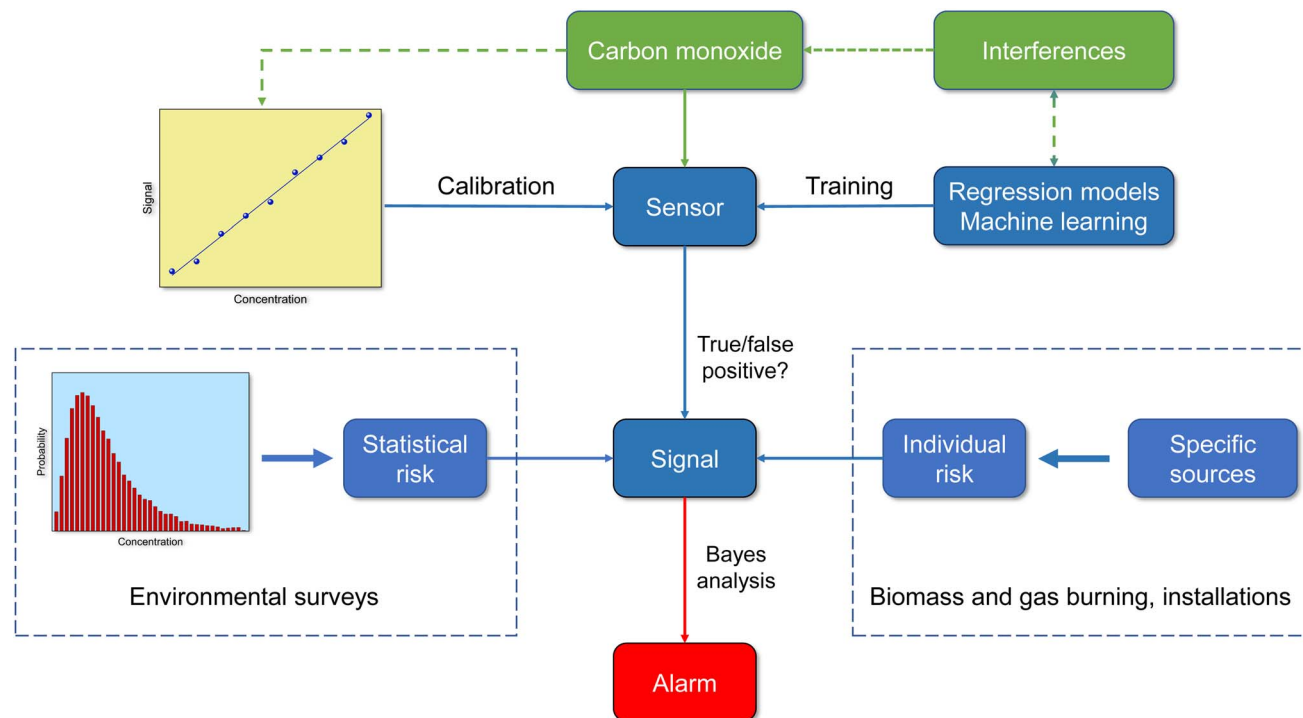 Carbon monoxide
Interferences
Signal
Concentration
Calibration
Sensor
Training
Regression models
Machine learning
True/false
positive?
Probability
Concentration
Statistical
risk
Signal
Individual
risk
Specific
sources
Environmental surveys
Bayes
analysis
Biomass and gas burning, installations
Alarm